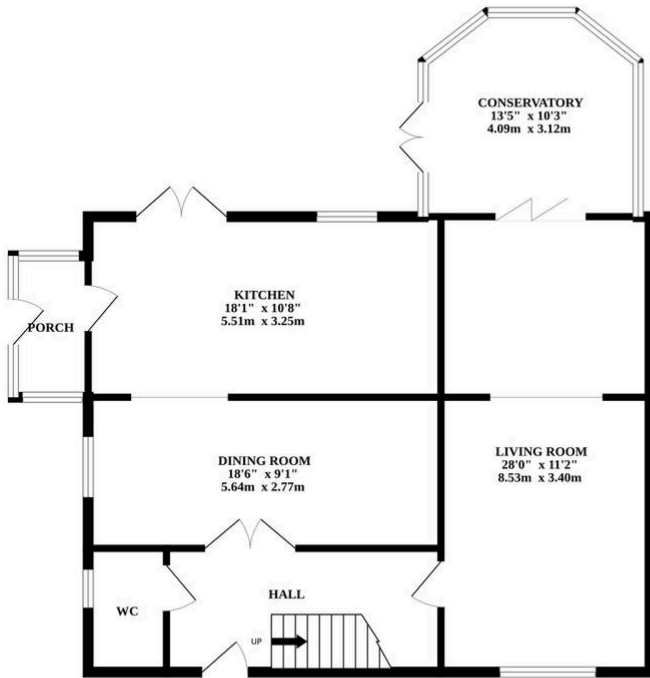 CONSERVATORY
13'5" x 10'3"
4.09m x 3.12m
KITCHEN
18'1" x 10'8"
5.51m x 3.25m
PORCH
DINING ROOM
18'6" x 9'1"
5.64m x 2.77m
LIVING ROOM
28'0" x 11'2"
8.53m x 3.40m
HALL
WC
UP